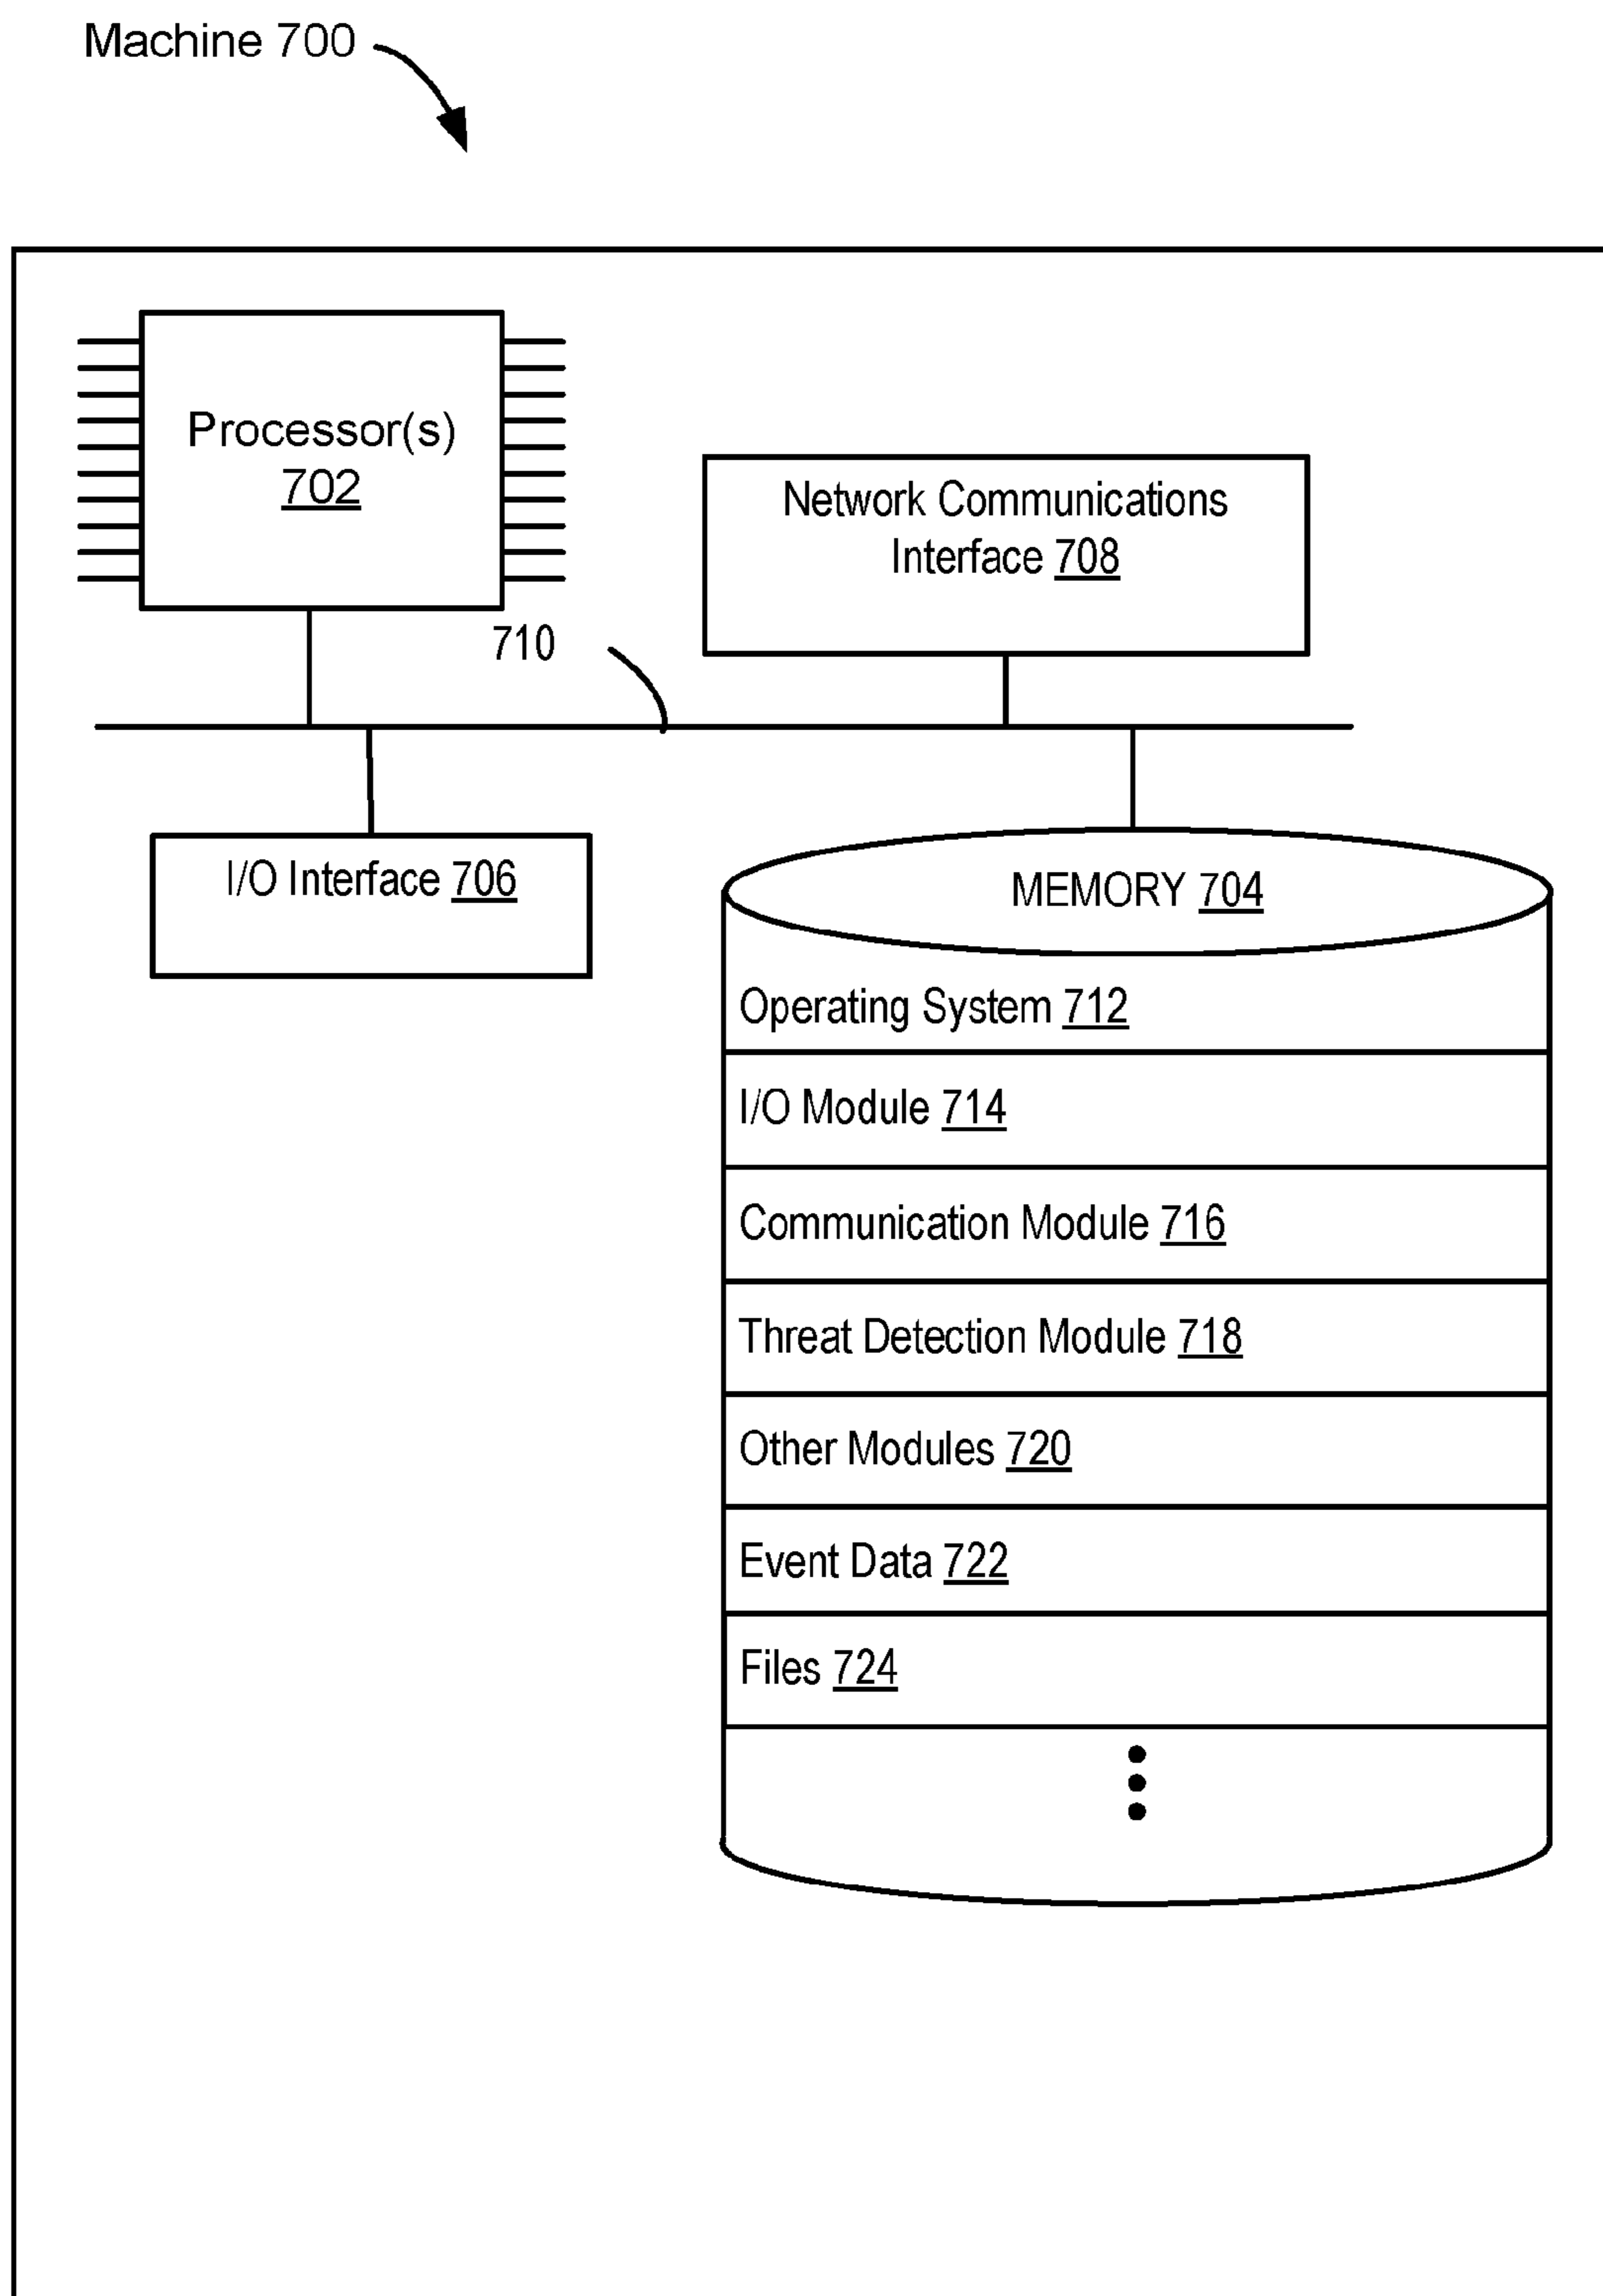 Machine 700
Processor(s)
702
Network Communications
Interface 708
710
I/O Interface 706
MEMORY 704
Operating System 712
I/O Module 714
Communication Module 716
Threat Detection Module 718
Other Modules 720
Event Data 722
Files 724